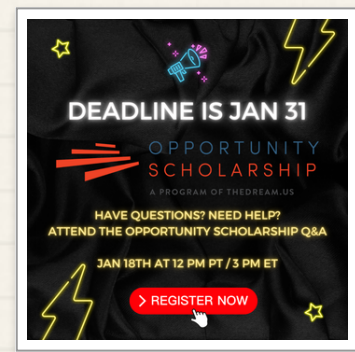 DEADLINE IS JAN 31
OPPORTUNITY
SCHOLARSHIP
A PROGRAM OF THEDREAM.US
HAVE QUESTIONS? NEED HELP?
ATTEND THE OPPORTUNITY SCHOLARSHIP Q&A
JAN 18TH AT 12 PM PT / 3 PM ET
> REGISTER NOW